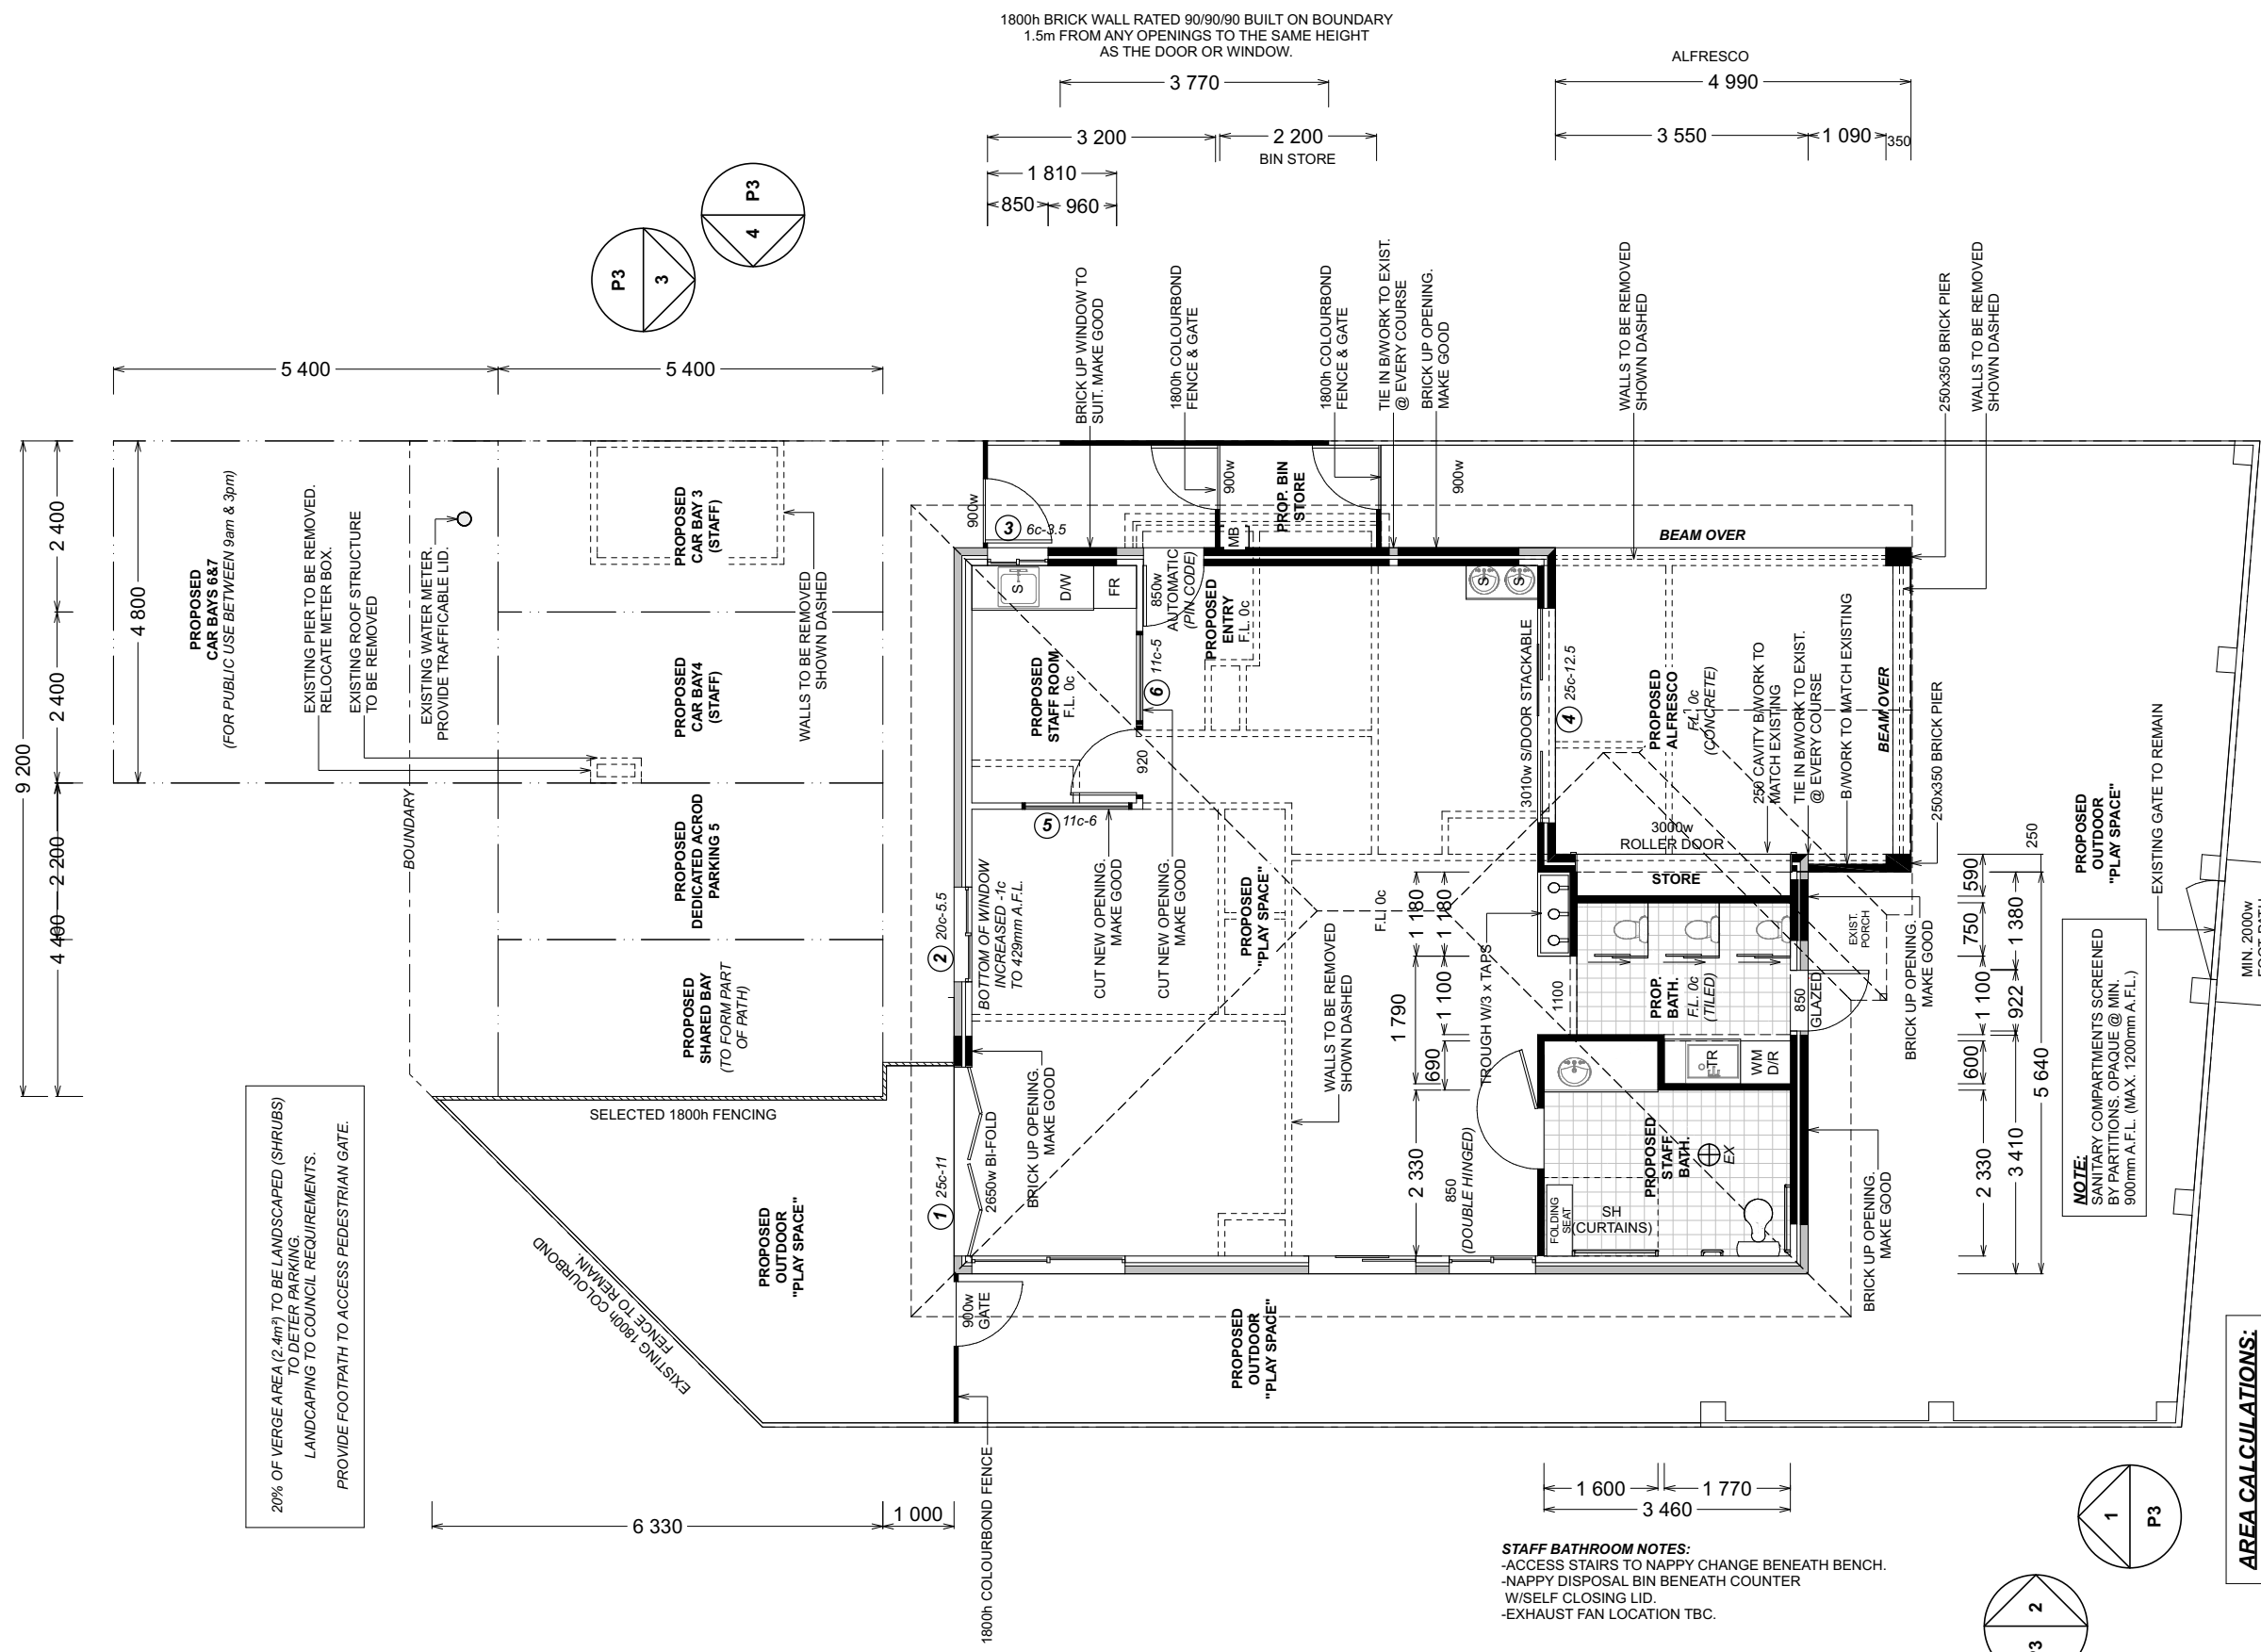 1800h BRICK WALL RATED 90/90/90 BUILT ON BOUNDARY
1.5m FROM ANY OPENINGS TO THE SAME HEIGHT
AS THE DOOR OR WINDOW.
3 770
ALFRESCO
4 990
3 200
2 200
BIN STORE
3 550
1 090
350
1 810
850
960
P3
4
P3
3
5 400
5 400
BRICK UP WINDOW TO
SUIT. MAKE GOOD
1800h COLOURBOND
FENCE & GATE
1800h COLOURBOND
FENCE & GATE
TIE IN B/WORK TO EXIST.
@ EVERY COURSE
BRICK UP OPENING.
MAKE GOOD
WALLS TO BE REMOVED
SHOWN DASHED
250x350 BRICK PIER
WALLS TO BE REMOVED
SHOWN DASHED
9 200
2 400
2 400
2 200
4 400
4 800
PROPOSED
CAR BAYS 6&7
(FOR PUBLIC USE BETWEEN 9am & 3pm)
EXISTING PIER TO BE REMOVED.
RELOCATE METER BOX.
EXISTING ROOF STRUCTURE
TO BE REMOVED
EXISTING WATER METER.
PROVIDE TRAFFICABLE LID.
BOUNDARY
PROPOSED
CAR BAY 3
(STAFF)
PROPOSED
CAR BAY4
(STAFF)
WALLS TO BE REMOVED
SHOWN DASHED
PROPOSED
DEDICATED ACROD
PARKING 5
PROPOSED
SHARED BAY
(TO FORM PART
OF PATH)
SELECTED 1800h FENCING
20% OF VERGE AREA (2.4m²) TO BE LANDSCAPED (SHRUBS)
TO DETER PARKING.
LANDCAPING TO COUNCIL REQUIREMENTS.
PROVIDE FOOTPATH TO ACCESS PEDESTRIAN GATE.
EXISTING 1800h COLOURBOND
FENCE TO REMAIN.
PROPOSED
OUTDOOR
"PLAY SPACE"
900w
3
6c-3.5
900w
MB
PROP. BIN
STORE
900w
BEAM OVER
S
D/W
FR
850w
AUTOMATIC
(PIN CODE)
PROPOSED
ENTRY
F.L. 0c
PROPOSED
STAFF ROOM
F.L. 0c
6
11c-5
920
5
11c-6
S
S
3010w S/DOOR STACKABLE
4
25c-12.5
PROPOSED
ALFRESCO
F.L. 0c
(CONCRETE)
250 CAVITY B/WORK TO
MATCH EXISTING
TIE IN B/WORK TO EXIST.
@ EVERY COURSE
B/WORK TO MATCH EXISTING
BEAM OVER
250x350 BRICK PIER
3000w
ROLLER DOOR
STORE
2
20c-5.5
BOTTOM OF WINDOW
INCREASED -1c
TO 429mm A.F.L.
CUT NEW OPENING.
MAKE GOOD
CUT NEW OPENING.
MAKE GOOD
PROPOSED
"PLAY SPACE"
F.L. 0c
WALLS TO BE REMOVED
SHOWN DASHED
1 180
1 180
1 790
1 100
690
2 330
TROUGH W/3 x TAPS
1100
PROP.
BATH.
F.L. 0c
(TILED)
850
GLAZED
EXIST.
PORCH
BRICK UP OPENING.
MAKE GOOD
TR
WM
D/R
850
(DOUBLE HINGED)
FOLDING
SEAT
SH
(CURTAINS)
PROPOSED
STAFF
BATH.
EX
BRICK UP OPENING.
MAKE GOOD
1
25c-11
2650w BI-FOLD
BRICK UP OPENING.
MAKE GOOD
900w
GATE
PROPOSED
OUTDOOR
"PLAY SPACE"
250
590
750
1 380
1 100
922
600
5 640
2 330
3 410
PROPOSED
OUTDOOR
"PLAY SPACE"
EXISTING GATE TO REMAIN
MIN. 2000w
NOTE:
SANITARY COMPARTMENTS SCREENED
BY PARTITIONS. OPAQUE @ MIN.
900mm A.F.L. (MAX. 1200mm A.F.L.)
AREA CALCULATIONS:
1800h COLOURBOND FENCE
6 330
1 000
1 600
1 770
3 460
STAFF BATHROOM NOTES:
-ACCESS STAIRS TO NAPPY CHANGE BENEATH BENCH.
-NAPPY DISPOSAL BIN BENEATH COUNTER
W/SELF CLOSING LID.
-EXHAUST FAN LOCATION TBC.
1
P3
2